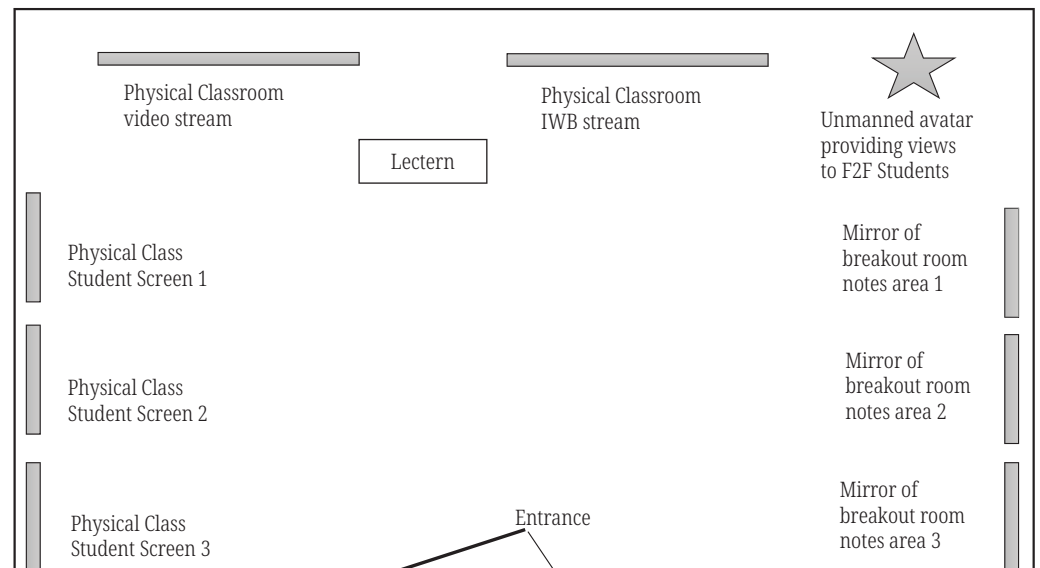 Physical Classroom
video stream
Physical Classroom
IWB stream
Unmanned avatar
providing views
to F2F Students
Lectern
Physical Class
Student Screen 1
Mirror of
breakout room
notes area 1
Physical Class
Student Screen 2
Mirror of
breakout room
notes area 2
Physical Class
Student Screen 3
Entrance
Mirror of
breakout room
notes area 3